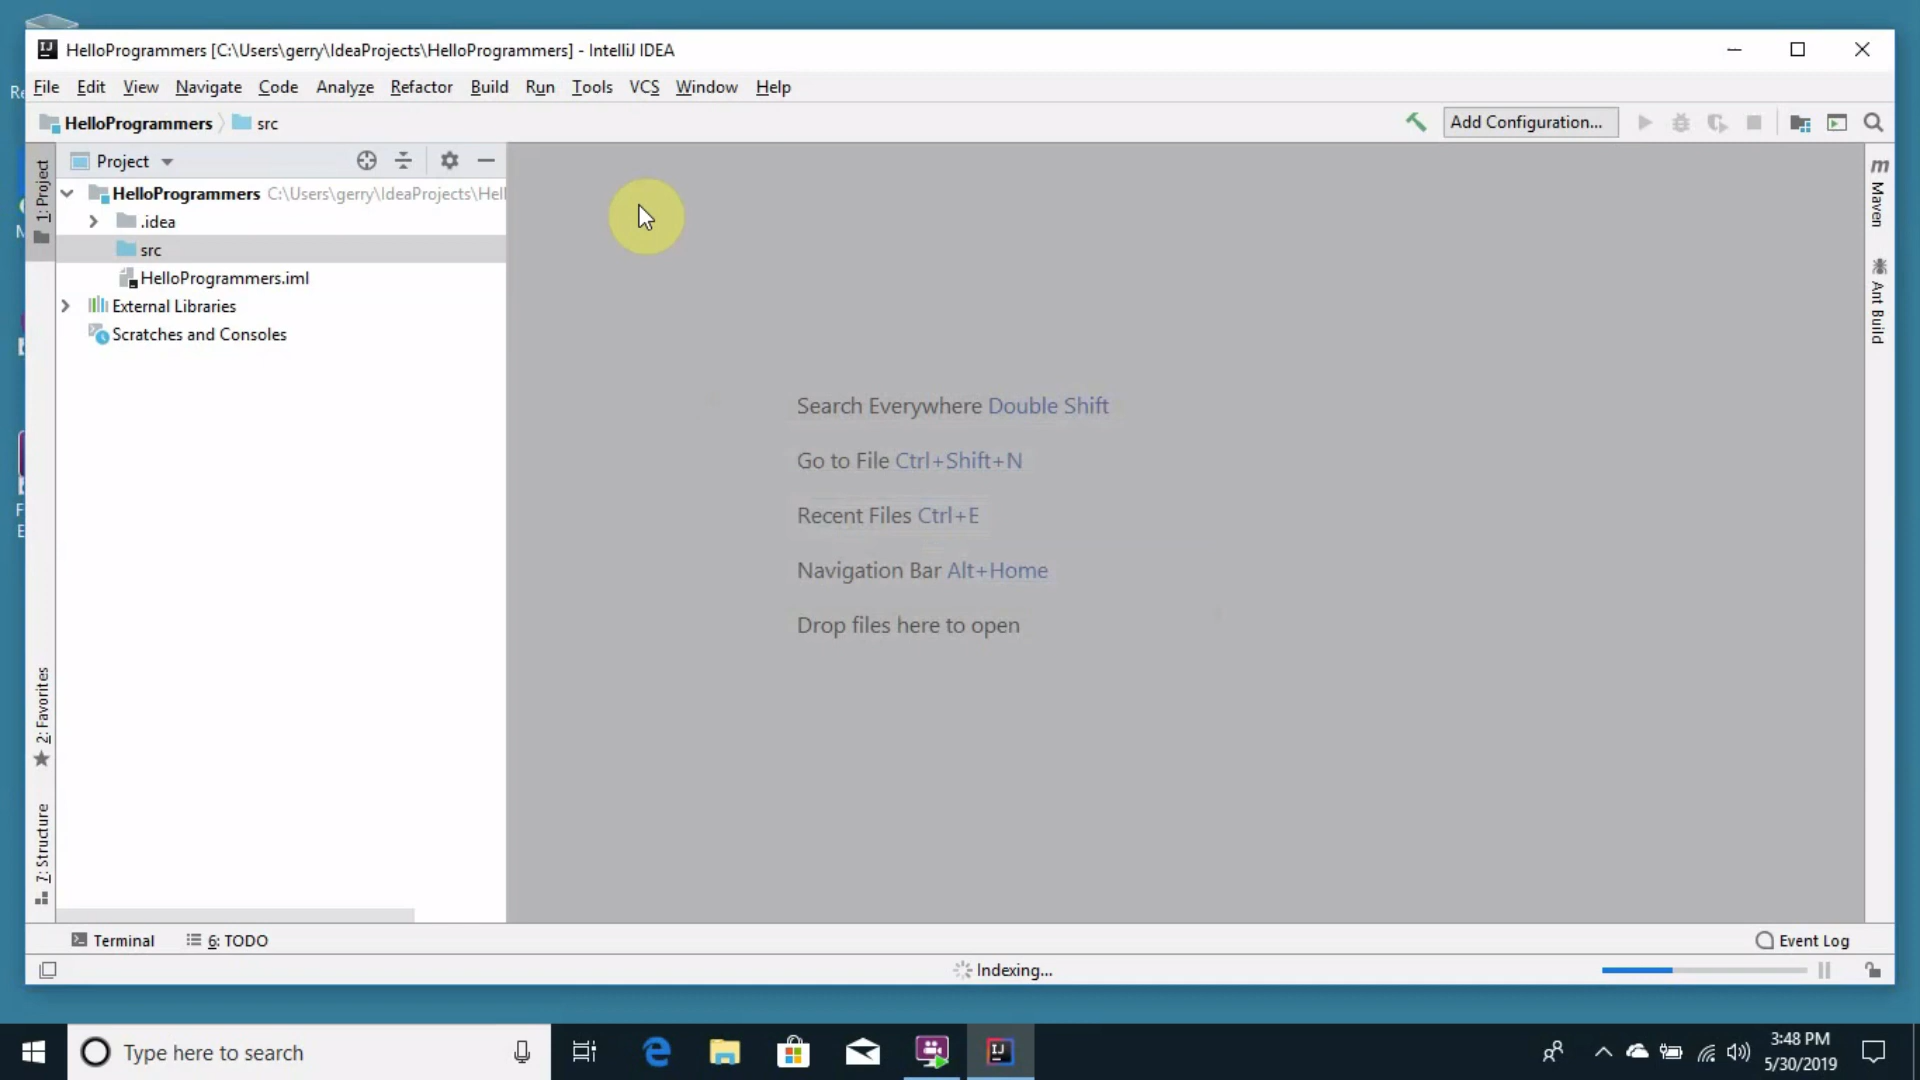 HelloProgrammers [C:\Users\gerry\IdeaProjects\HelloProgrammers] - IntelliJ IDEA
File Edit View Navigate Code Analyze Refactor Build Run Tools VCS Window Help
HelloProgrammers src
Add Configuration...
Project
HelloProgrammers C:\Users\gerry\IdeaProjects\Hell
.idea
src
HelloProgrammers.iml
External Libraries
Scratches and Consoles
1: Project
2: Favorites
7: Structure
Search Everywhere Double Shift
Go to File Ctrl+Shift+N
Recent Files Ctrl+E
Navigation Bar Alt+Home
Drop files here to open
m
Maven
Ant Build
Terminal 6: TODO
Event Log
Indexing...
Type here to search
3:48 PM
5/30/2019